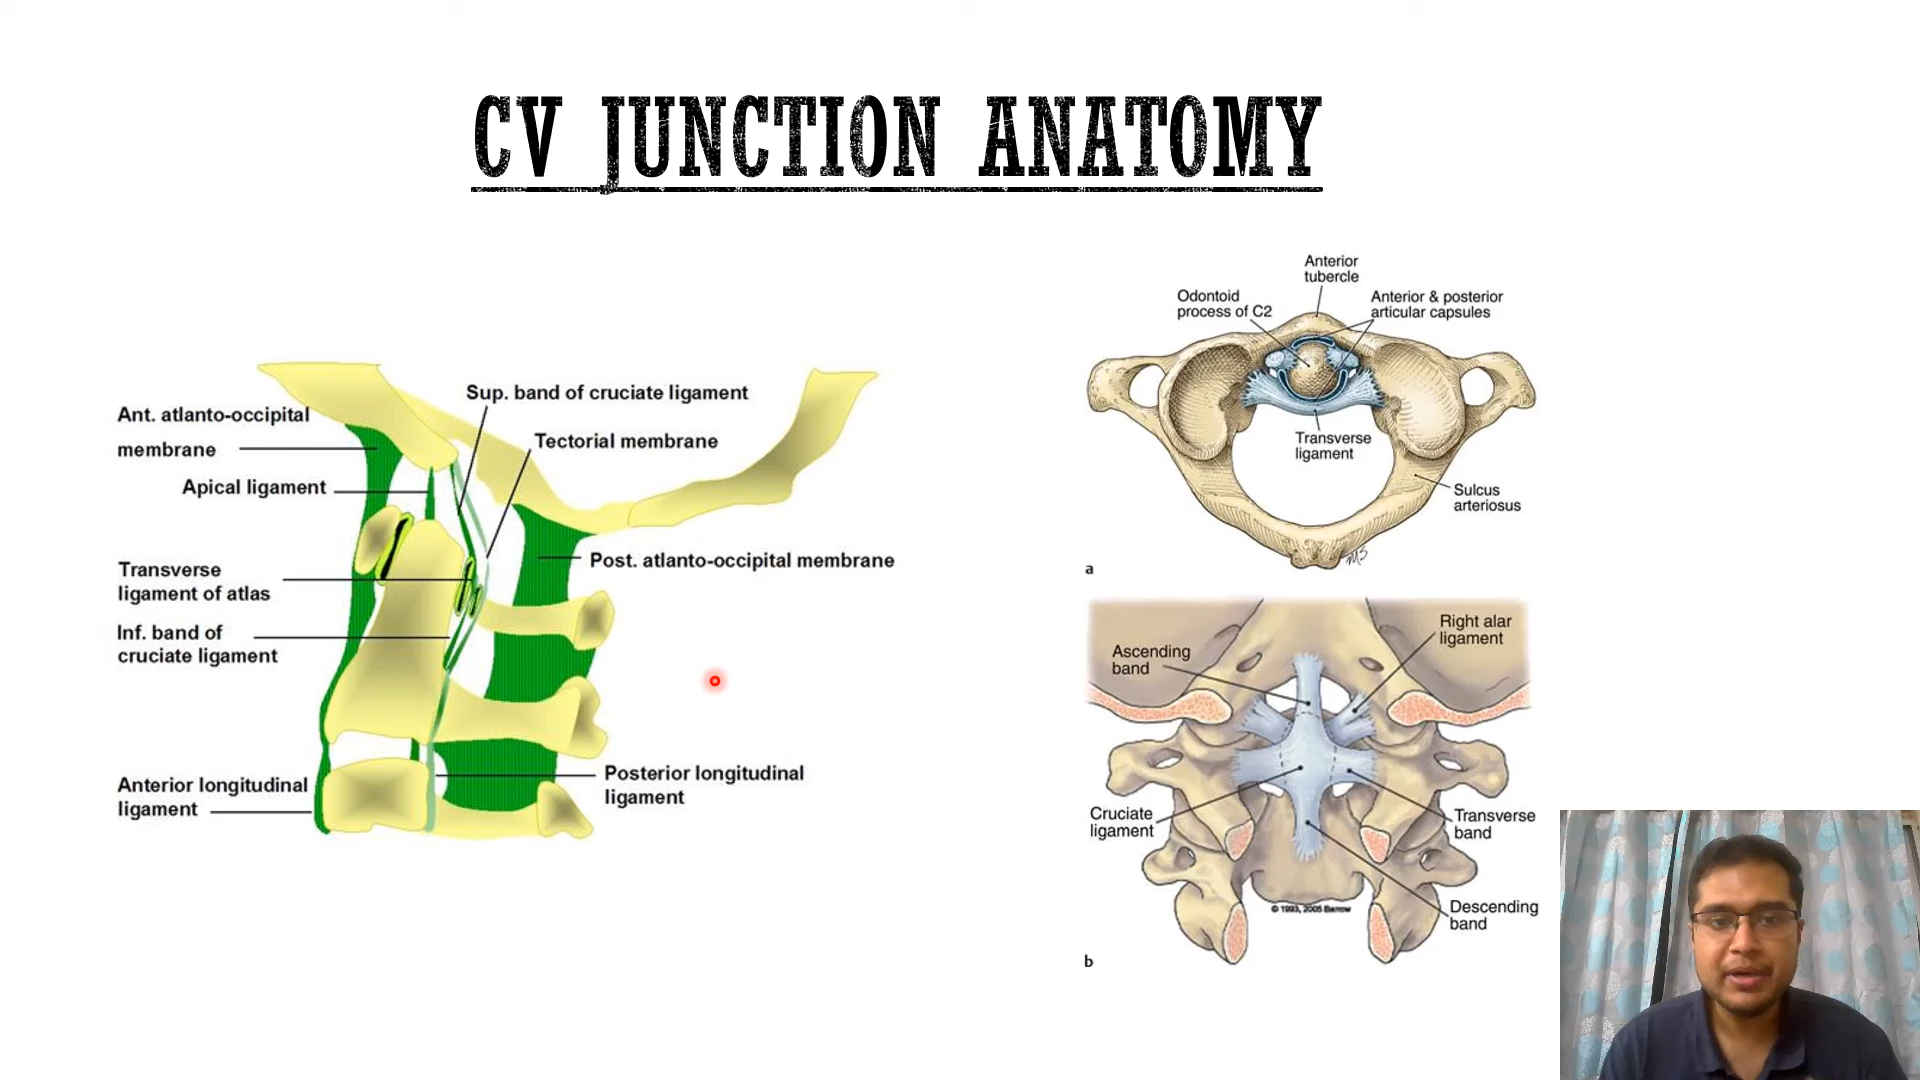 CV JUNCTION ANATOMY
Ant. atlanto-occipital
membrane
Apical ligament
Transverse
ligament of atlas
Inf. band of
cruciate ligament
Anterior longitudinal
ligament
Sup. band of cruciate ligament
Tectorial membrane
Post. atlanto-occipital membrane
Posterior longitudinal
ligament
Anterior
tubercle
Odontoid
process of C2
Anterior & posterior
articular capsules
Transverse
ligament
Sulcus
arteriosus
a
Right alar
ligament
Ascending
band
Cruciate
ligament
Transverse
band
Descending
band
© 1993, 2005 Barrow
b